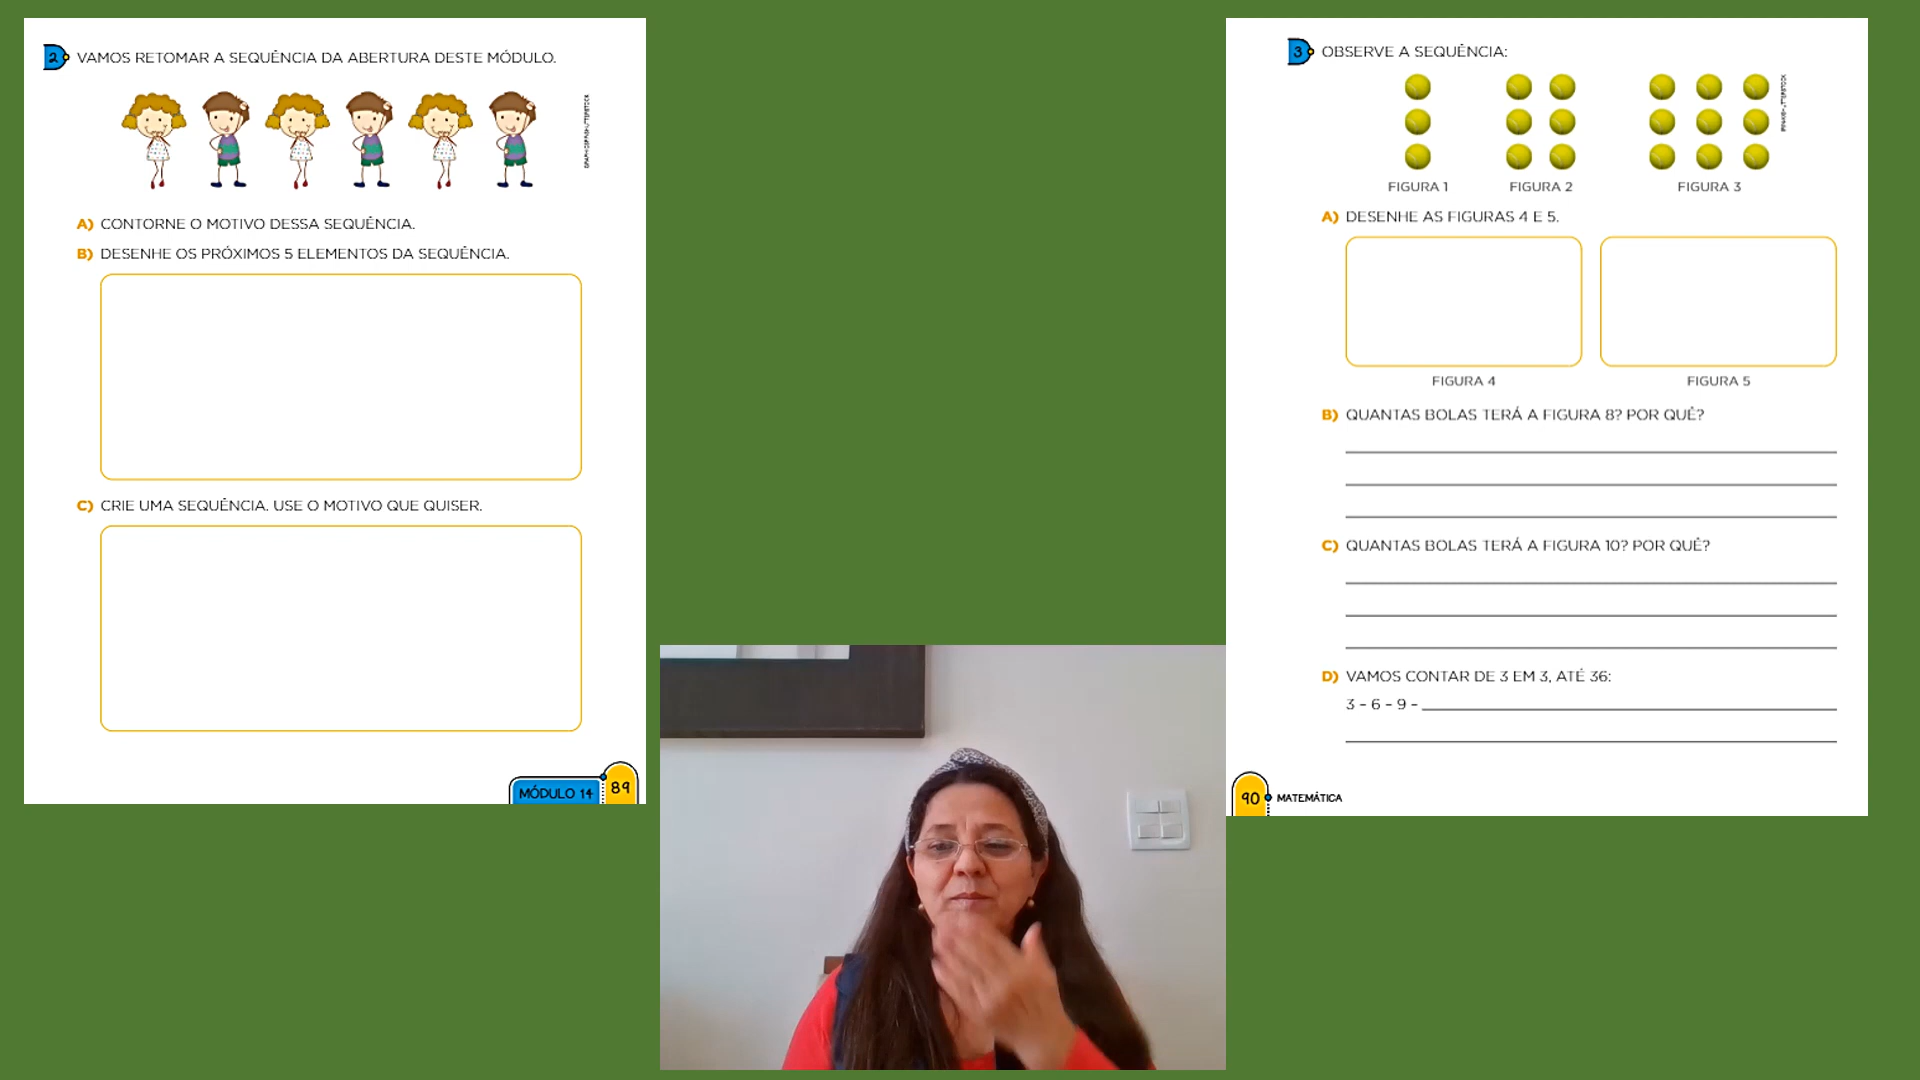 2 VAMOS RETOMAR A SEQUÊNCIA DA ABERTURA DESTE MÓDULO.
A) CONTORNE O MOTIVO DESSA SEQUÊNCIA.
B) DESENHE OS PRÓXIMOS 5 ELEMENTOS DA SEQUÊNCIA.
C) CRIE UMA SEQUÊNCIA. USE O MOTIVO QUE QUISER.
MÓDULO 14 89
3 OBSERVE A SEQUÊNCIA:
FIGURA 1 FIGURA 2 FIGURA 3
A) DESENHE AS FIGURAS 4 E 5.
FIGURA 4 FIGURA 5
B) QUANTAS BOLAS TERÁ A FIGURA 8? POR QUÊ?
C) QUANTAS BOLAS TERÁ A FIGURA 10? POR QUÊ?
D) VAMOS CONTAR DE 3 EM 3, ATÉ 36:
3 – 6 – 9 –
90 MATEMÁTICA